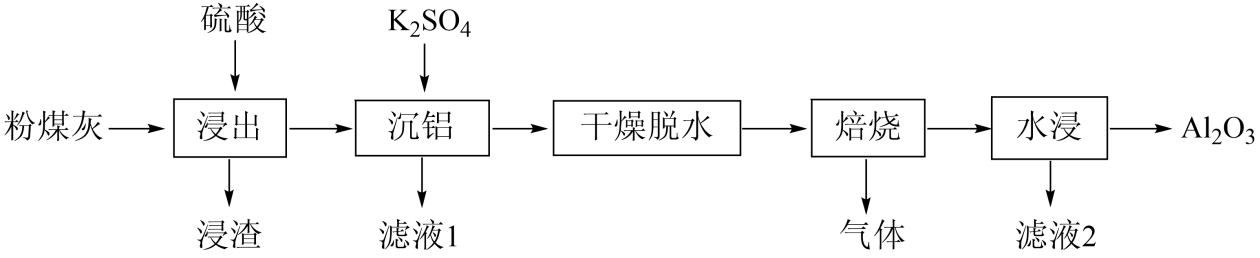 硫酸 K₂SO₄
粉煤灰 浸出 沉铝 干燥脱水 焙烧 水浸 Al₂O₃
浸渣 滤液1 气体 滤液2